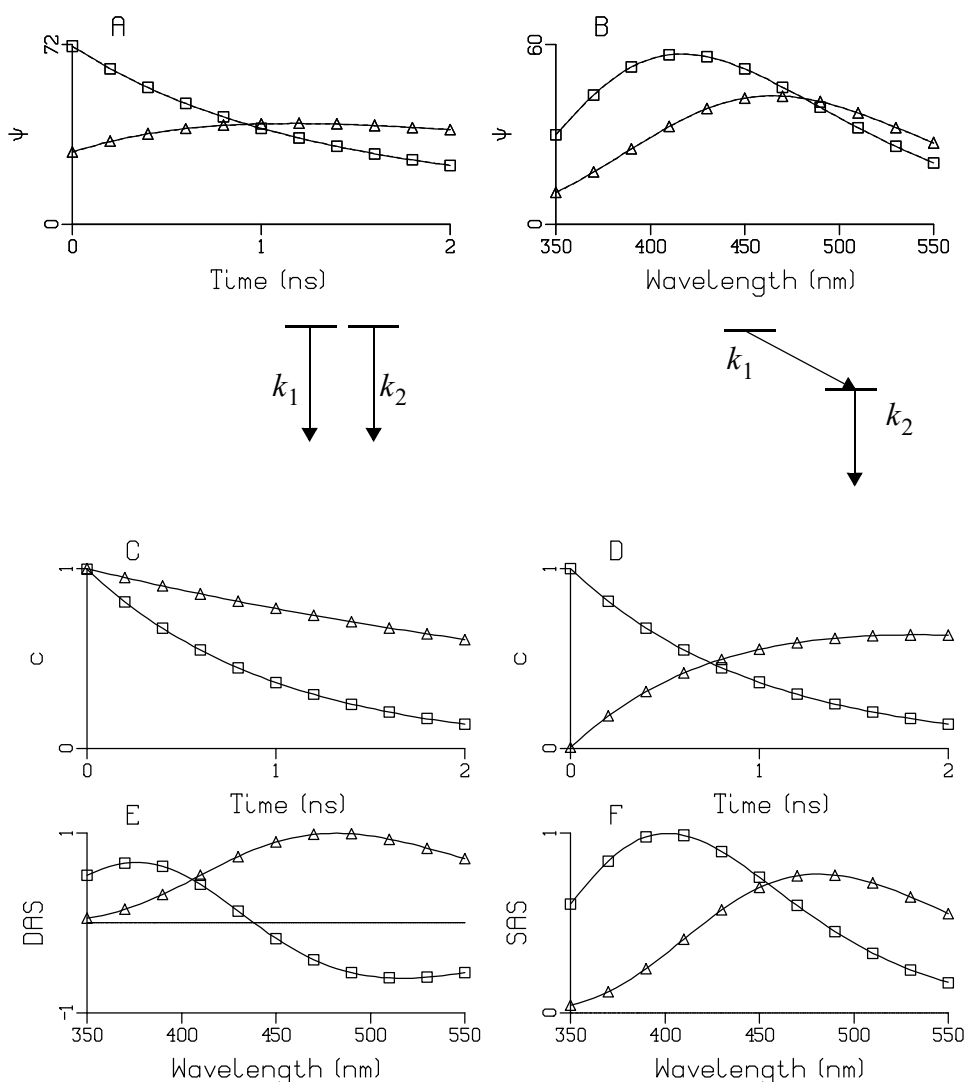 A
72
ψ
0
0 1 2
Time (ns)
B
60
ψ
0
350 400 450 500 550
Wavelength (nm)
k1
k2
k1
k2
C
1
c
0
0 1 2
Time (ns)
D
1
c
0
0 1 2
Time (ns)
E
1
DAS
-1
350 400 450 500 550
Wavelength (nm)
F
1
SAS
0
350 400 450 500 550
Wavelength (nm)